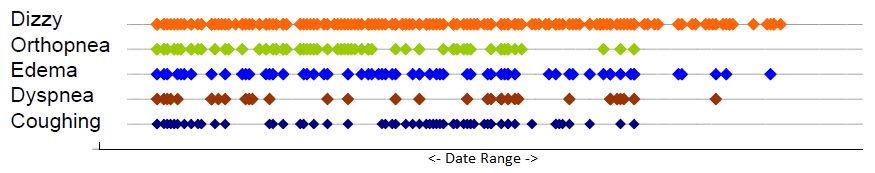 Dizzy
Orthopnea
Edema
Dyspnea
Coughing
<- Date Range ->